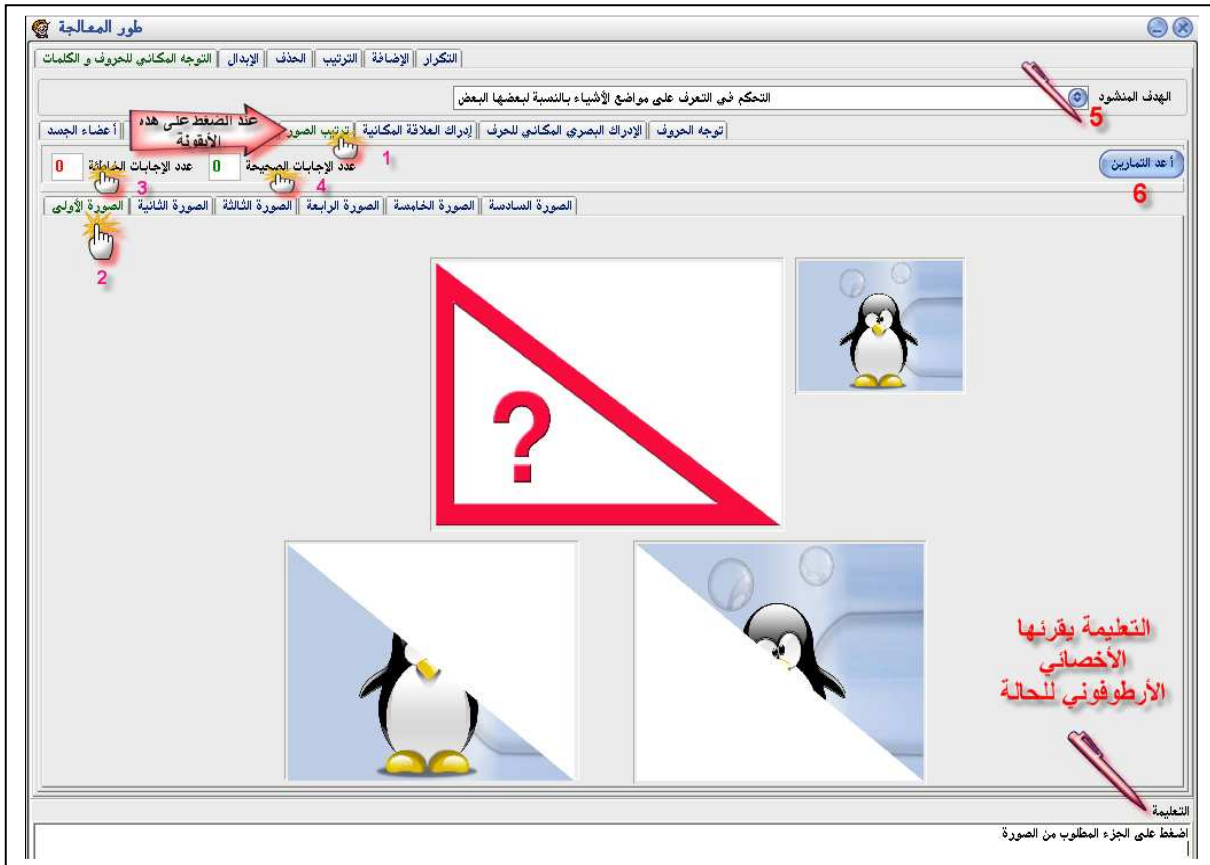 طور المعالجة
التكرار الإضافة الترتيب الحذف الإبدال التوجه المكاني للحروف و الكلمات
الهدف المنشود
التحكم في التعرف على مواضع الأشياء بالنسبة لبعضها البعض
5
توجه الحروف الإدراك البصري المكاني للحرف إدراك العلاقة المكانية ترتيب الصور أعضاء الجسد
عند الضغط على هده
الأيقونة
1
أعد التمارين
6
عدد الإجابات الصحيحة 0 عدد الإجابات الخاطئة 0
4
3
الصورة السادسة الصورة الخامسة الصورة الرابعة الصورة الثالثة الصورة الثانية الصورة الأولى
2
?
التعليمة يقرئها
الأخصائي
الأرطوفوني للحالة
التعليمة
اضغط على الجزء المطلوب من الصورة